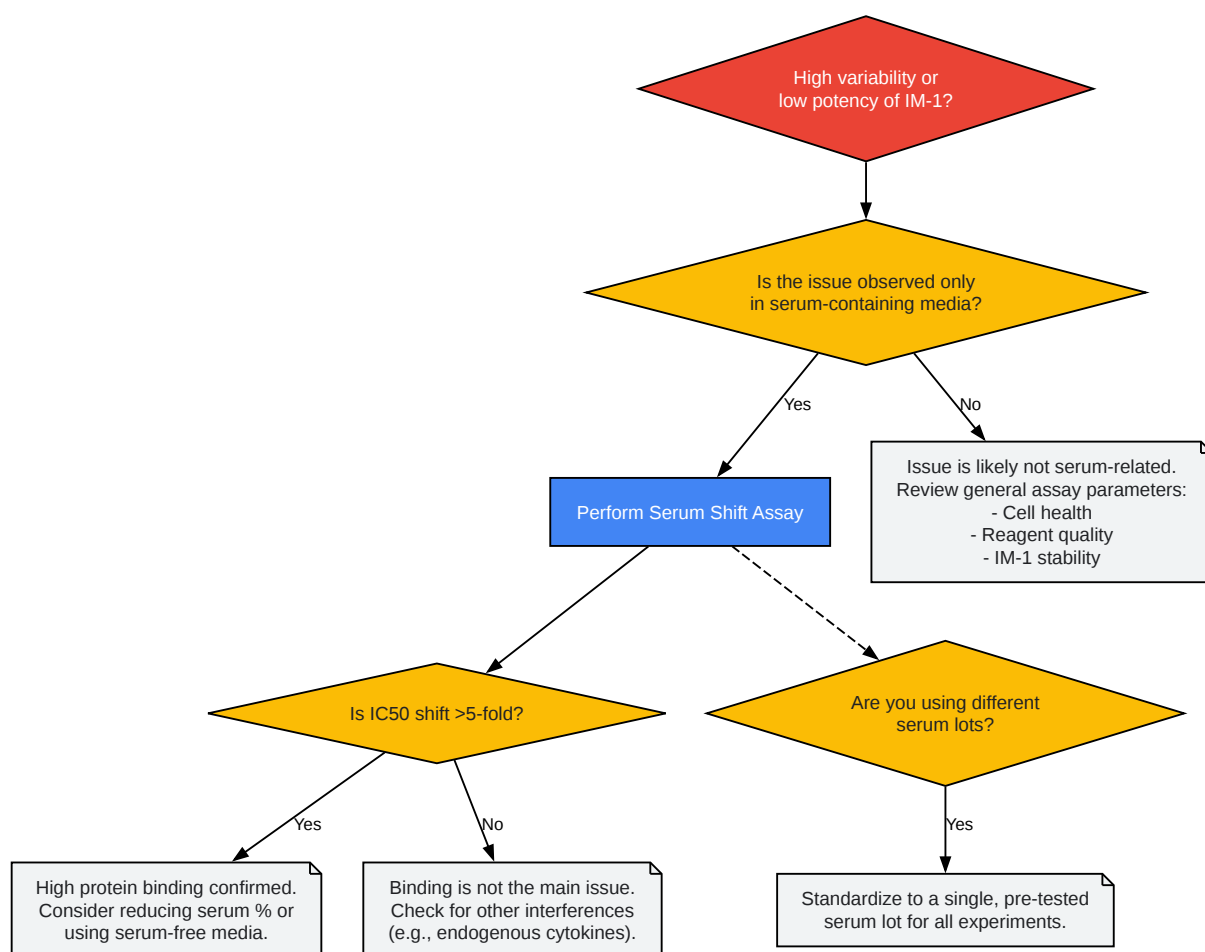 High variability or
low potency of IM-1?
Is the issue observed only
in serum-containing media?
Yes
No
Issue is likely not serum-related.
Review general assay parameters:
- Cell health
- Reagent quality
- IM-1 stability
Perform Serum Shift Assay
Is IC50 shift >5-fold?
Are you using different
serum lots?
Yes
No
Yes
High protein binding confirmed.
Consider reducing serum % or
using serum-free media.
Binding is not the main issue.
Check for other interferences
(e.g., endogenous cytokines).
Standardize to a single, pre-tested
serum lot for all experiments.